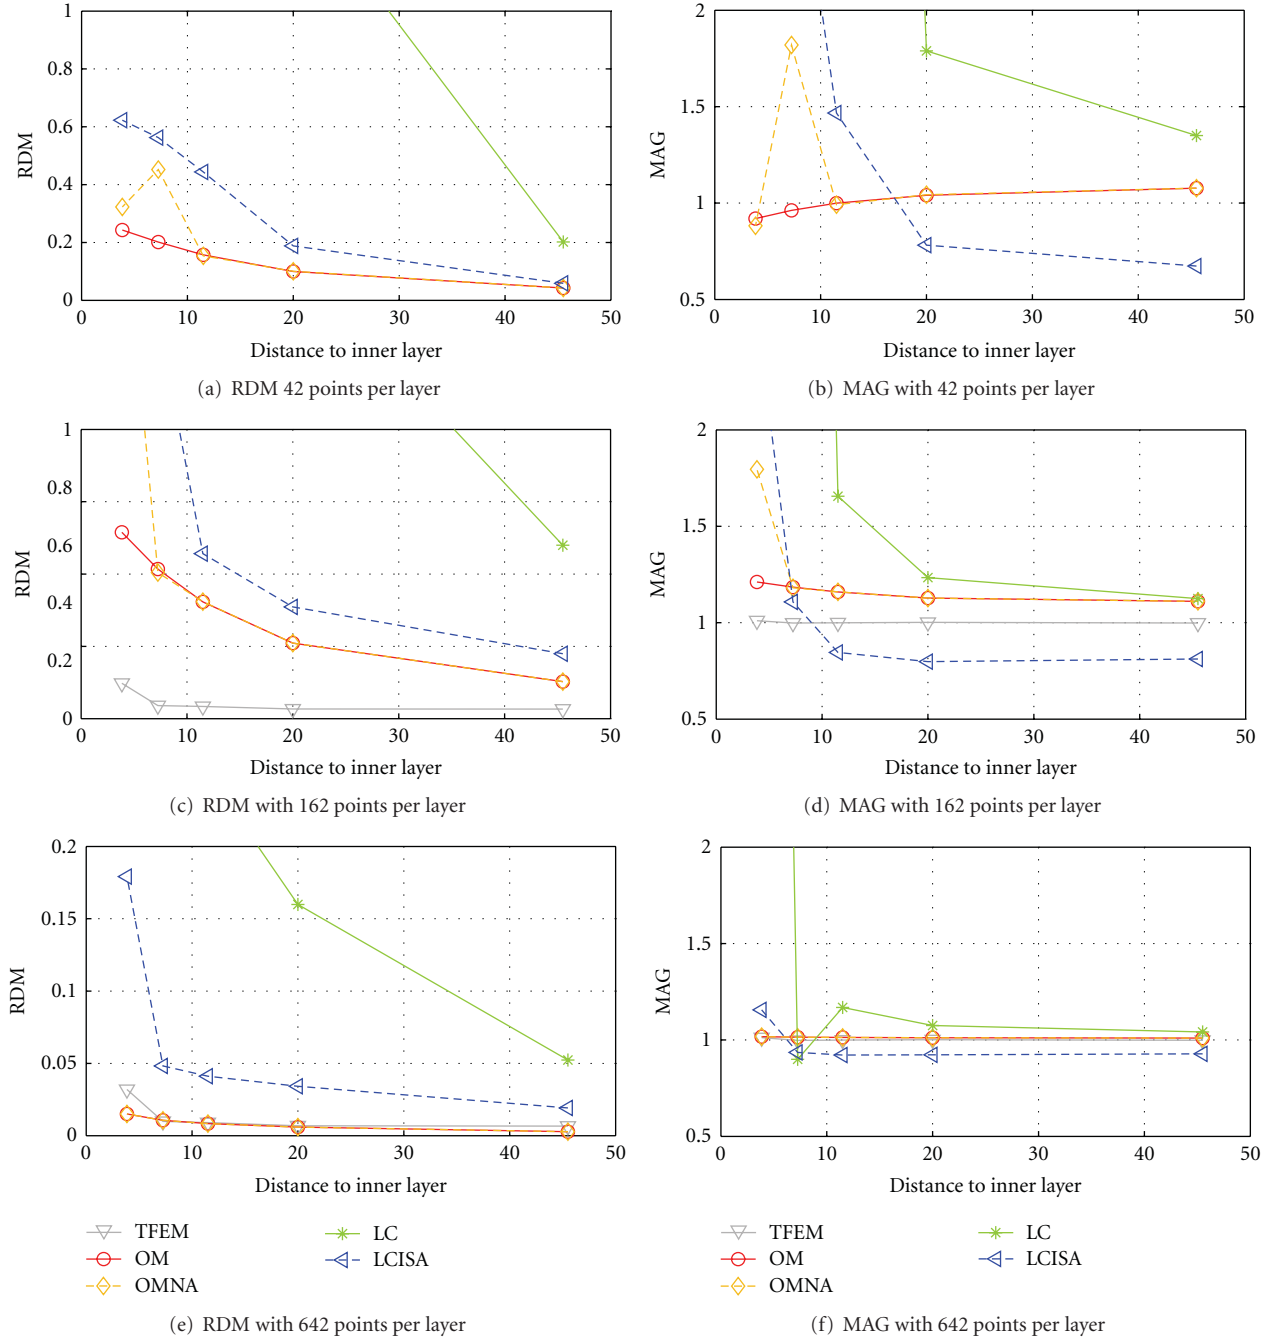 1
0.8
0.6
0.4
0.2
0
RDM
0 10 20 30 40 50
Distance to inner layer
(a) RDM 42 points per layer
2
1.5
1
0.5
MAG
0 10 20 30 40 50
Distance to inner layer
(b) MAG with 42 points per layer
1
0.8
0.6
0.4
0.2
0
RDM
0 10 20 30 40 50
Distance to inner layer
(c) RDM with 162 points per layer
2
1.5
1
0.5
MAG
0 10 20 30 40 50
Distance to inner layer
(d) MAG with 162 points per layer
0.2
0.15
0.1
0.05
0
RDM
0 10 20 30 40 50
Distance to inner layer
TFEM
OM
OMNA
LC
LCISA
(e) RDM with 642 points per layer
2
1.5
1
0.5
MAG
0 10 20 30 40 50
Distance to inner layer
TFEM
OM
OMNA
LC
LCISA
(f) MAG with 642 points per layer